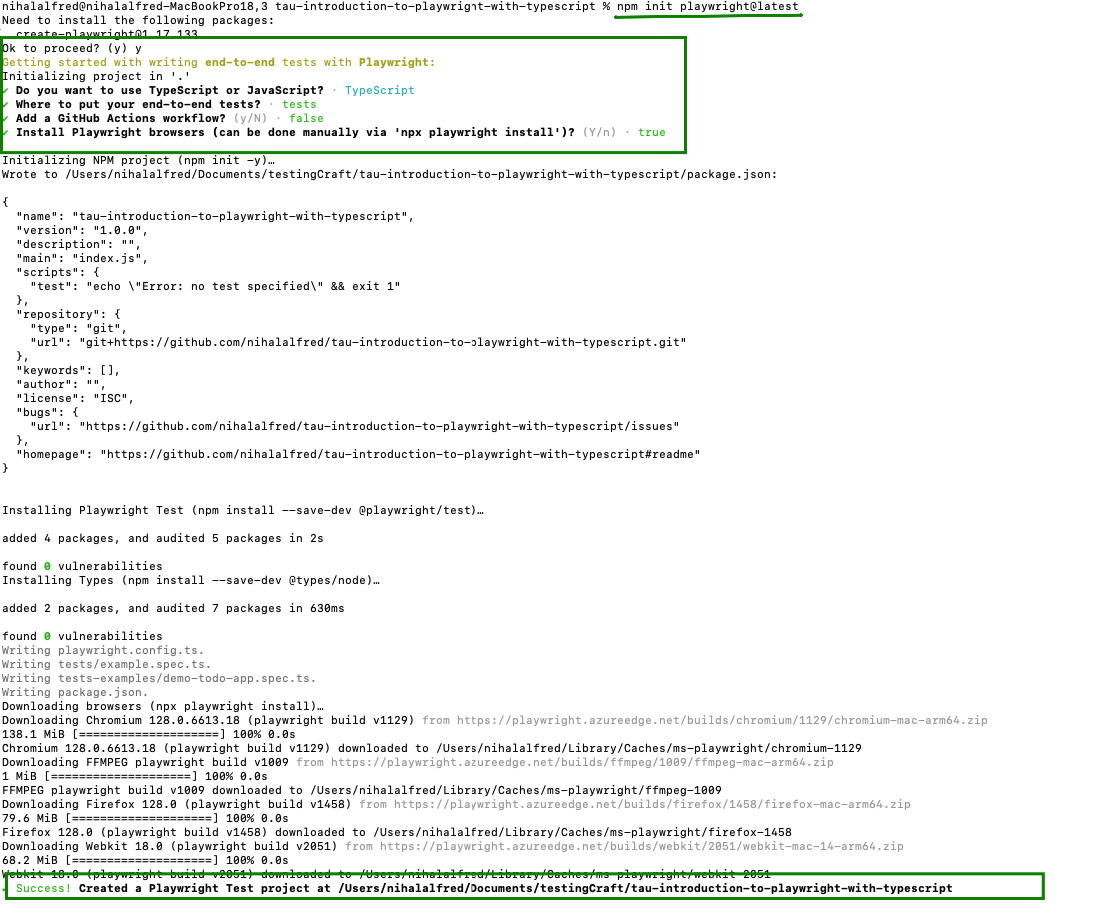 nihalalfred@nihalalfred-MacBookPro18,3 tau-introduction-to-playwright-with-typescript % npm init playwright@latest
Need to install the following packages:
create-playwright@1.17.133
Ok to proceed? (y) y
Getting started with writing end-to-end tests with Playwright:
Initializing project in '.'
✔ Do you want to use TypeScript or JavaScript? · TypeScript
✔ Where to put your end-to-end tests? · tests
✔ Add a GitHub Actions workflow? (y/N) · false
✔ Install Playwright browsers (can be done manually via 'npx playwright install')? (Y/n) · true
Initializing NPM project (npm init -y)…
Wrote to /Users/nihalalfred/Documents/testingCraft/tau-introduction-to-playwright-with-typescript/package.json:
{
"name": "tau-introduction-to-playwright-with-typescript",
"version": "1.0.0",
"description": "",
"main": "index.js",
"scripts": {
"test": "echo \"Error: no test specified\" && exit 1"
},
"repository": {
"type": "git",
"url": "git+https://github.com/nihalalfred/tau-introduction-to-playwright-with-typescript.git"
},
"keywords": [],
"author": "",
"license": "ISC",
"bugs": {
"url": "https://github.com/nihalalfred/tau-introduction-to-playwright-with-typescript/issues"
},
"homepage": "https://github.com/nihalalfred/tau-introduction-to-playwright-with-typescript#readme"
}
Installing Playwright Test (npm install --save-dev @playwright/test)…
added 4 packages, and audited 5 packages in 2s
found 0 vulnerabilities
Installing Types (npm install --save-dev @types/node)…
added 2 packages, and audited 7 packages in 630ms
found 0 vulnerabilities
Writing playwright.config.ts.
Writing tests/example.spec.ts.
Writing tests-examples/demo-todo-app.spec.ts.
Writing package.json.
Downloading browsers (npx playwright install)…
Downloading Chromium 128.0.6613.18 (playwright build v1129) from https://playwright.azureedge.net/builds/chromium/1129/chromium-mac-arm64.zip
138.1 MiB [====================] 100% 0.0s
Chromium 128.0.6613.18 (playwright build v1129) downloaded to /Users/nihalalfred/Library/Caches/ms-playwright/chromium-1129
Downloading FFMPEG playwright build v1009 from https://playwright.azureedge.net/builds/ffmpeg/1009/ffmpeg-mac-arm64.zip
1 MiB [====================] 100% 0.0s
FFMPEG playwright build v1009 downloaded to /Users/nihalalfred/Library/Caches/ms-playwright/ffmpeg-1009
Downloading Firefox 128.0 (playwright build v1458) from https://playwright.azureedge.net/builds/firefox/1458/firefox-mac-arm64.zip
79.6 MiB [====================] 100% 0.0s
Firefox 128.0 (playwright build v1458) downloaded to /Users/nihalalfred/Library/Caches/ms-playwright/firefox-1458
Downloading Webkit 18.0 (playwright build v2051) from https://playwright.azureedge.net/builds/webkit/2051/webkit-mac-14-arm64.zip
68.2 MiB [====================] 100% 0.0s
Webkit 18.0 (playwright build v2051) downloaded to /Users/nihalalfred/Library/Caches/ms-playwright/webkit-2051
✔ Success! Created a Playwright Test project at /Users/nihalalfred/Documents/testingCraft/tau-introduction-to-playwright-with-typescript